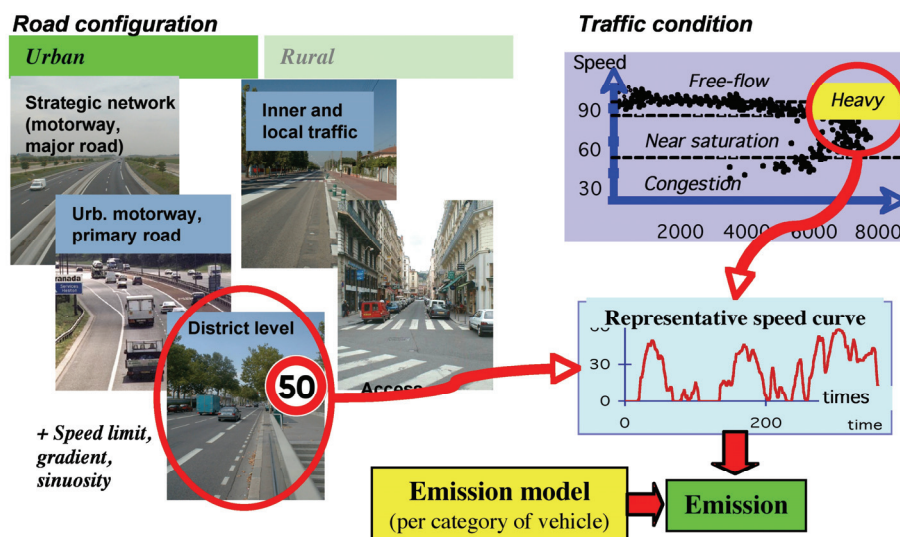 Road configuration
Urban
Rural
Strategic network
(motorway,
major road)
Inner and
local traffic
Urb. motorway,
primary road
District level
50
Access
+ Speed limit,
gradient,
sinuosity
Traffic condition
Speed
Free-flow
Heavy
90
Near saturation
60
Congestion
30
2000 4000 6000 8000
Representative speed curve
30
0
times
0 200 time
Emission model
(per category of vehicle)
Emission